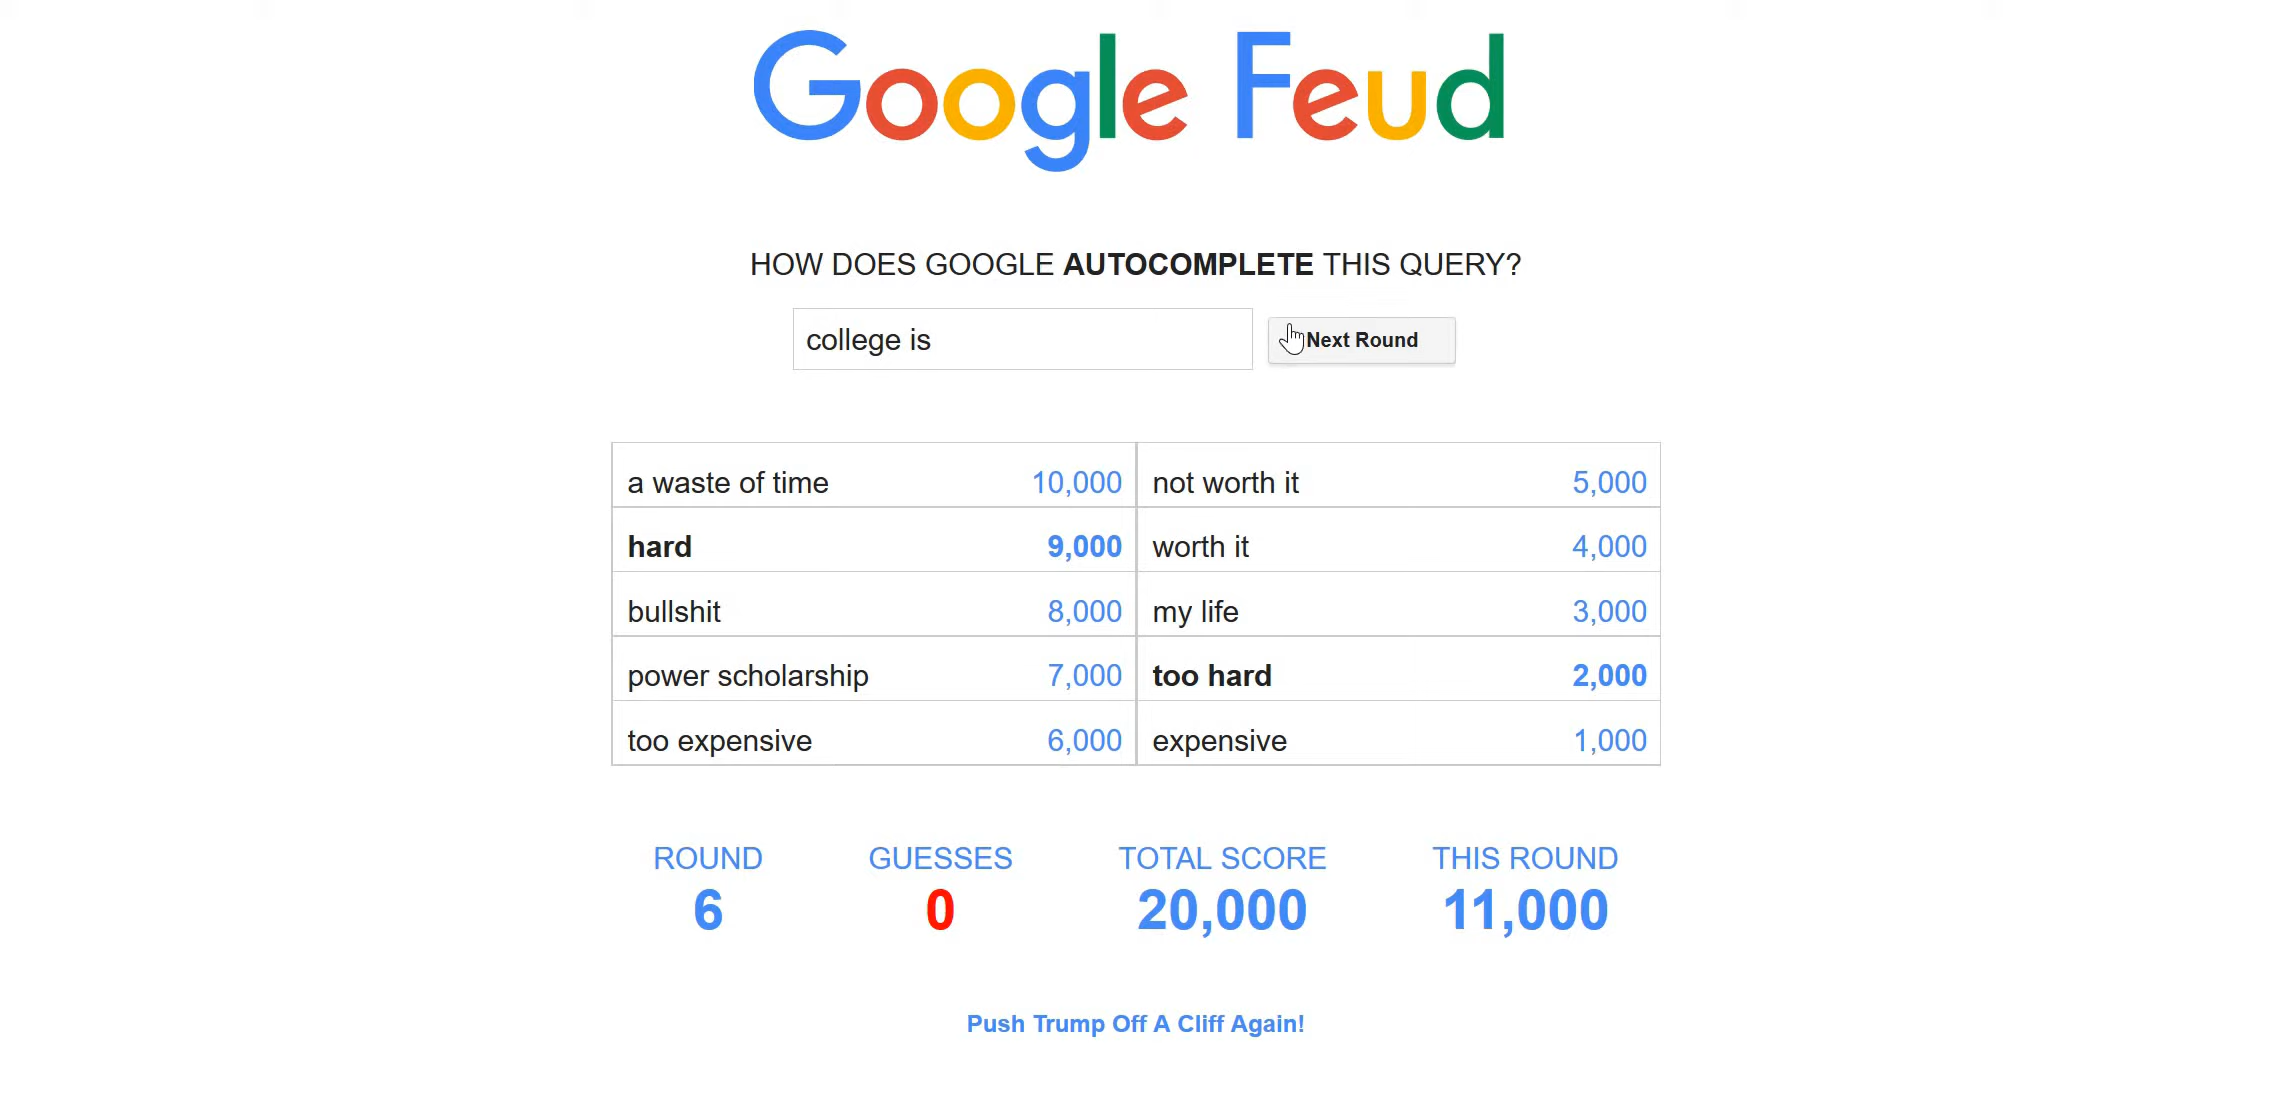 Google Feud
HOW DOES GOOGLE AUTOCOMPLETE THIS QUERY?
college is
Next Round
a waste of time 10,000
hard 9,000
bullshit 8,000
power scholarship 7,000
too expensive 6,000
not worth it 5,000
worth it 4,000
my life 3,000
too hard 2,000
expensive 1,000
ROUND
6
GUESSES
0
TOTAL SCORE
20,000
THIS ROUND
11,000
Push Trump Off A Cliff Again!